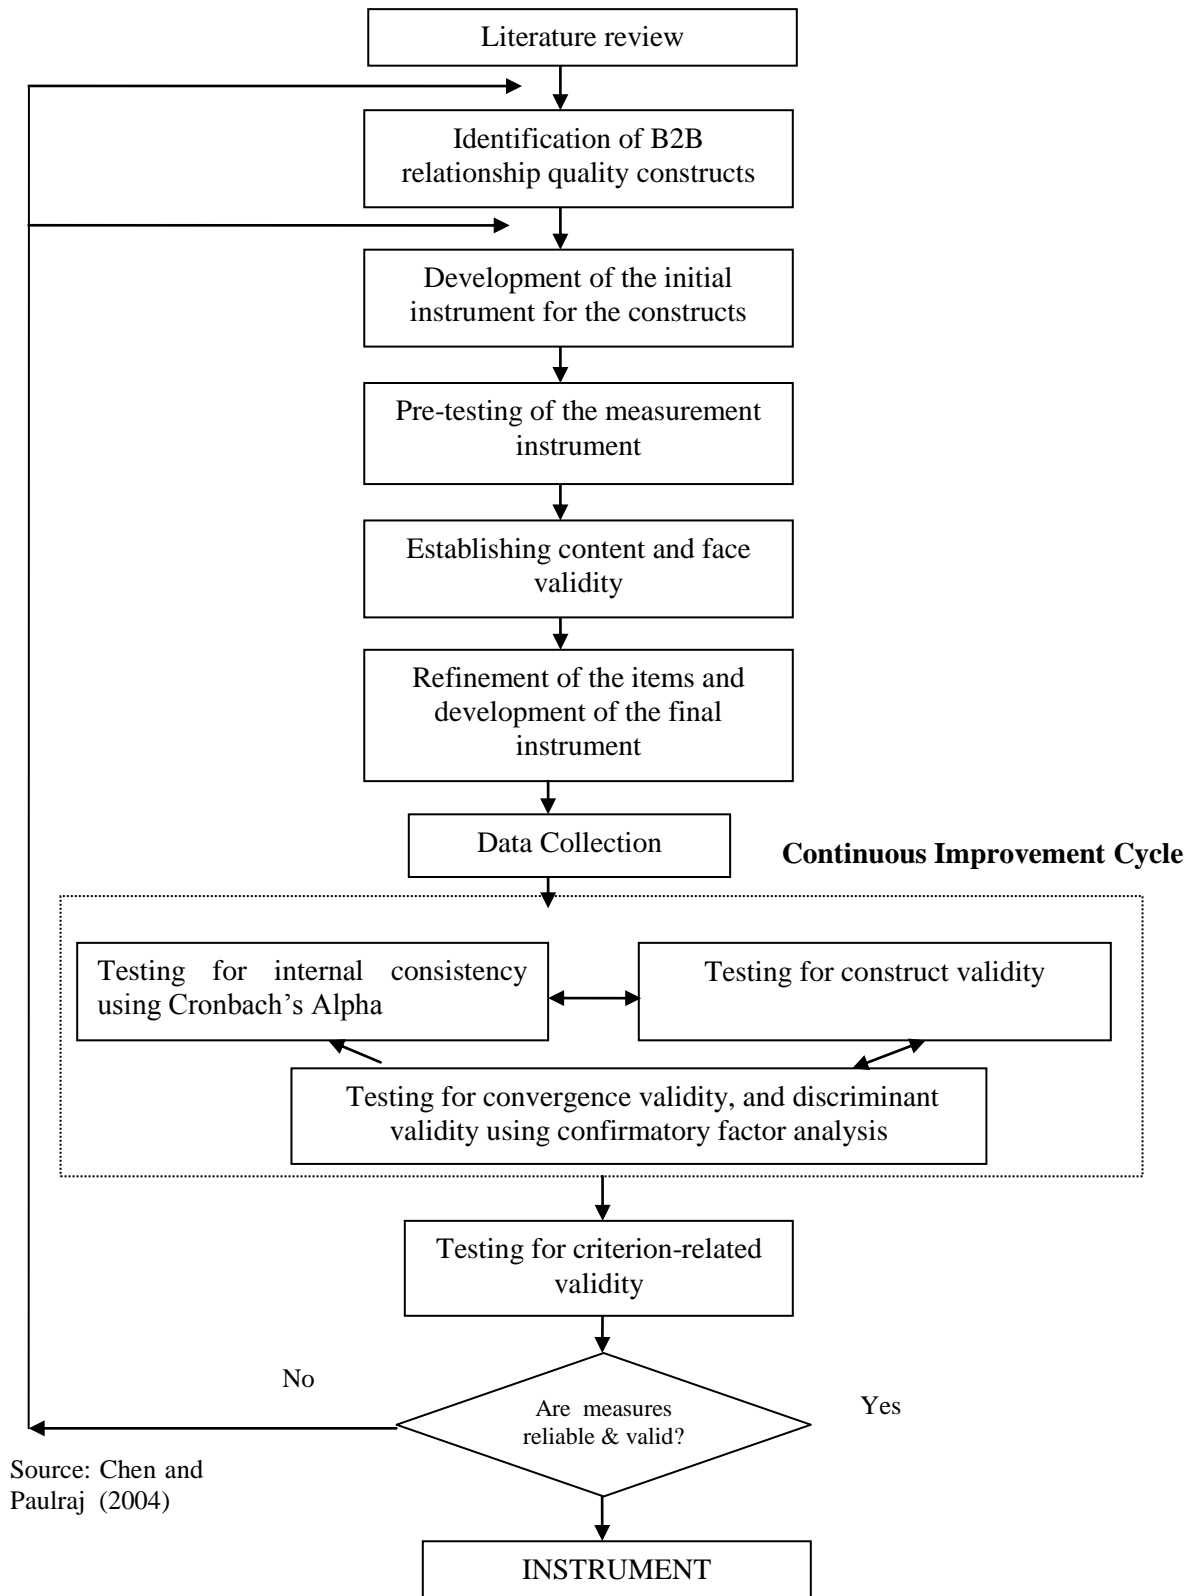 Literature review
Identification of B2B
relationship quality constructs
Development of the initial
instrument for the constructs
Pre-testing of the measurement
instrument
Establishing content and face
validity
Refinement of the items and
development of the final
instrument
Data Collection
Continuous Improvement Cycle
Testing for internal consistency
using Cronbach’s Alpha
Testing for construct validity
Testing for convergence validity, and discriminant
validity using confirmatory factor analysis
Testing for criterion-related
validity
No
Yes
Are measures
reliable & valid?
Source: Chen and
Paulraj (2004)
INSTRUMENT